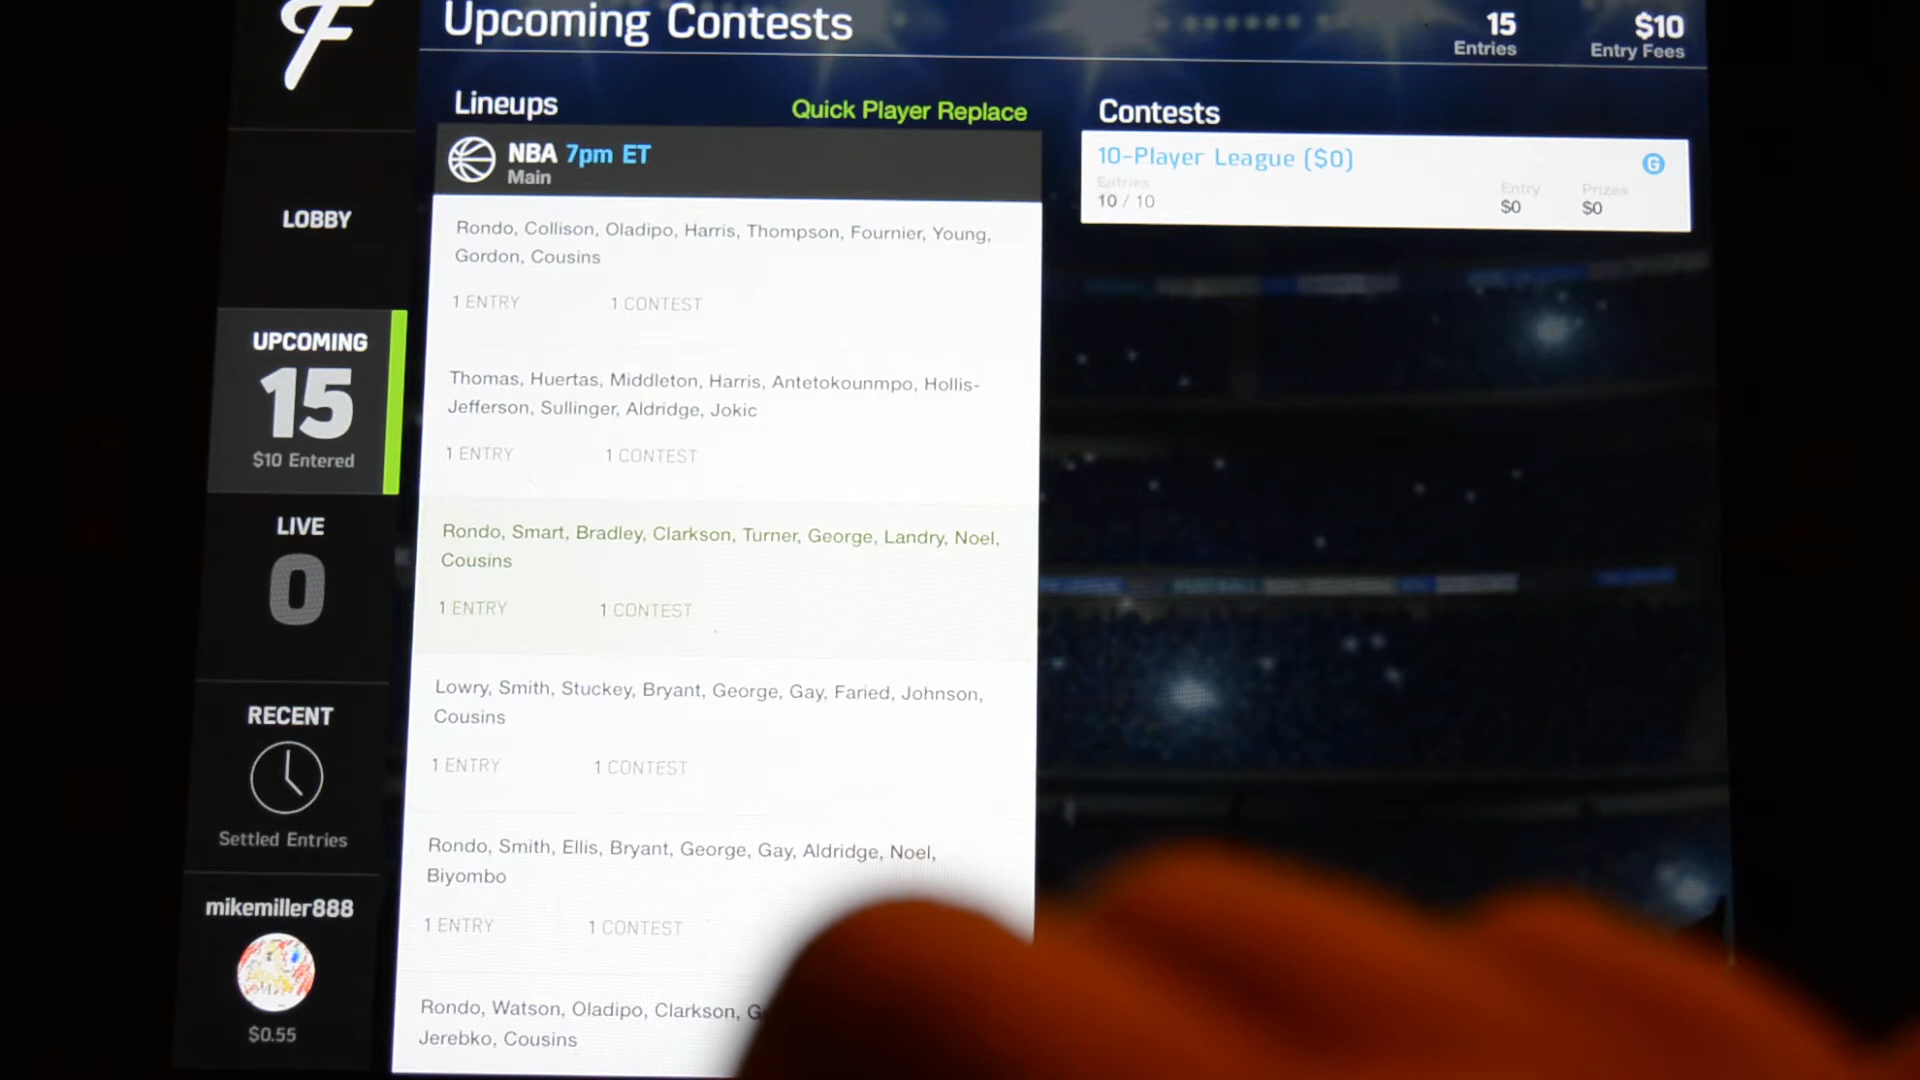 Upcoming Contests
15
Entries
$10
Entry Fees
LOBBY
UPCOMING
15
$10 Entered
LIVE
0
RECENT
Settled Entries
mikemiller888
$0.55
Lineups
Quick Player Replace
NBA 7pm ET
Main
Rondo, Collison, Oladipo, Harris, Thompson, Fournier, Young,
Gordon, Cousins
1 ENTRY 1 CONTEST
Thomas, Huertas, Middleton, Harris, Antetokounmpo, Hollis-
Jefferson, Sullinger, Aldridge, Jokic
1 ENTRY 1 CONTEST
Rondo, Smart, Bradley, Clarkson, Turner, George, Landry, Noel,
Cousins
1 ENTRY 1 CONTEST
Lowry, Smith, Stuckey, Bryant, George, Gay, Faried, Johnson,
Cousins
1 ENTRY 1 CONTEST
Rondo, Smith, Ellis, Bryant, George, Gay, Aldridge, Noel,
Biyombo
1 ENTRY 1 CONTEST
Rondo, Watson, Oladipo, Clarkson,
Jerebko, Cousins
Contests
10-Player League ($0)
G
Entries
10 / 10
Entry
$0
Prizes
$0